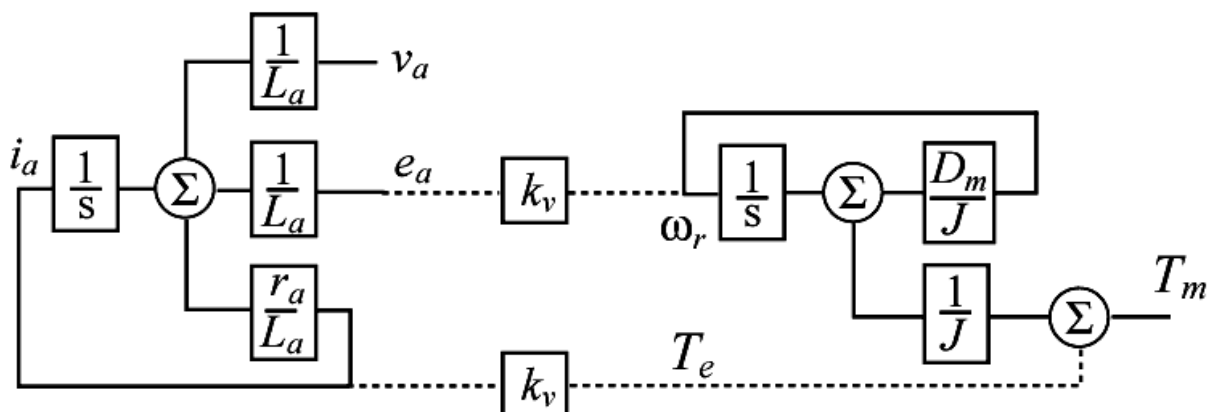 1
L_a
v_a
i_a
1
s
Σ
1
L_a
e_a
k_v
ω_r
1
s
Σ
D_m
J
r_a
L_a
k_v
T_e
1
J
Σ
T_m